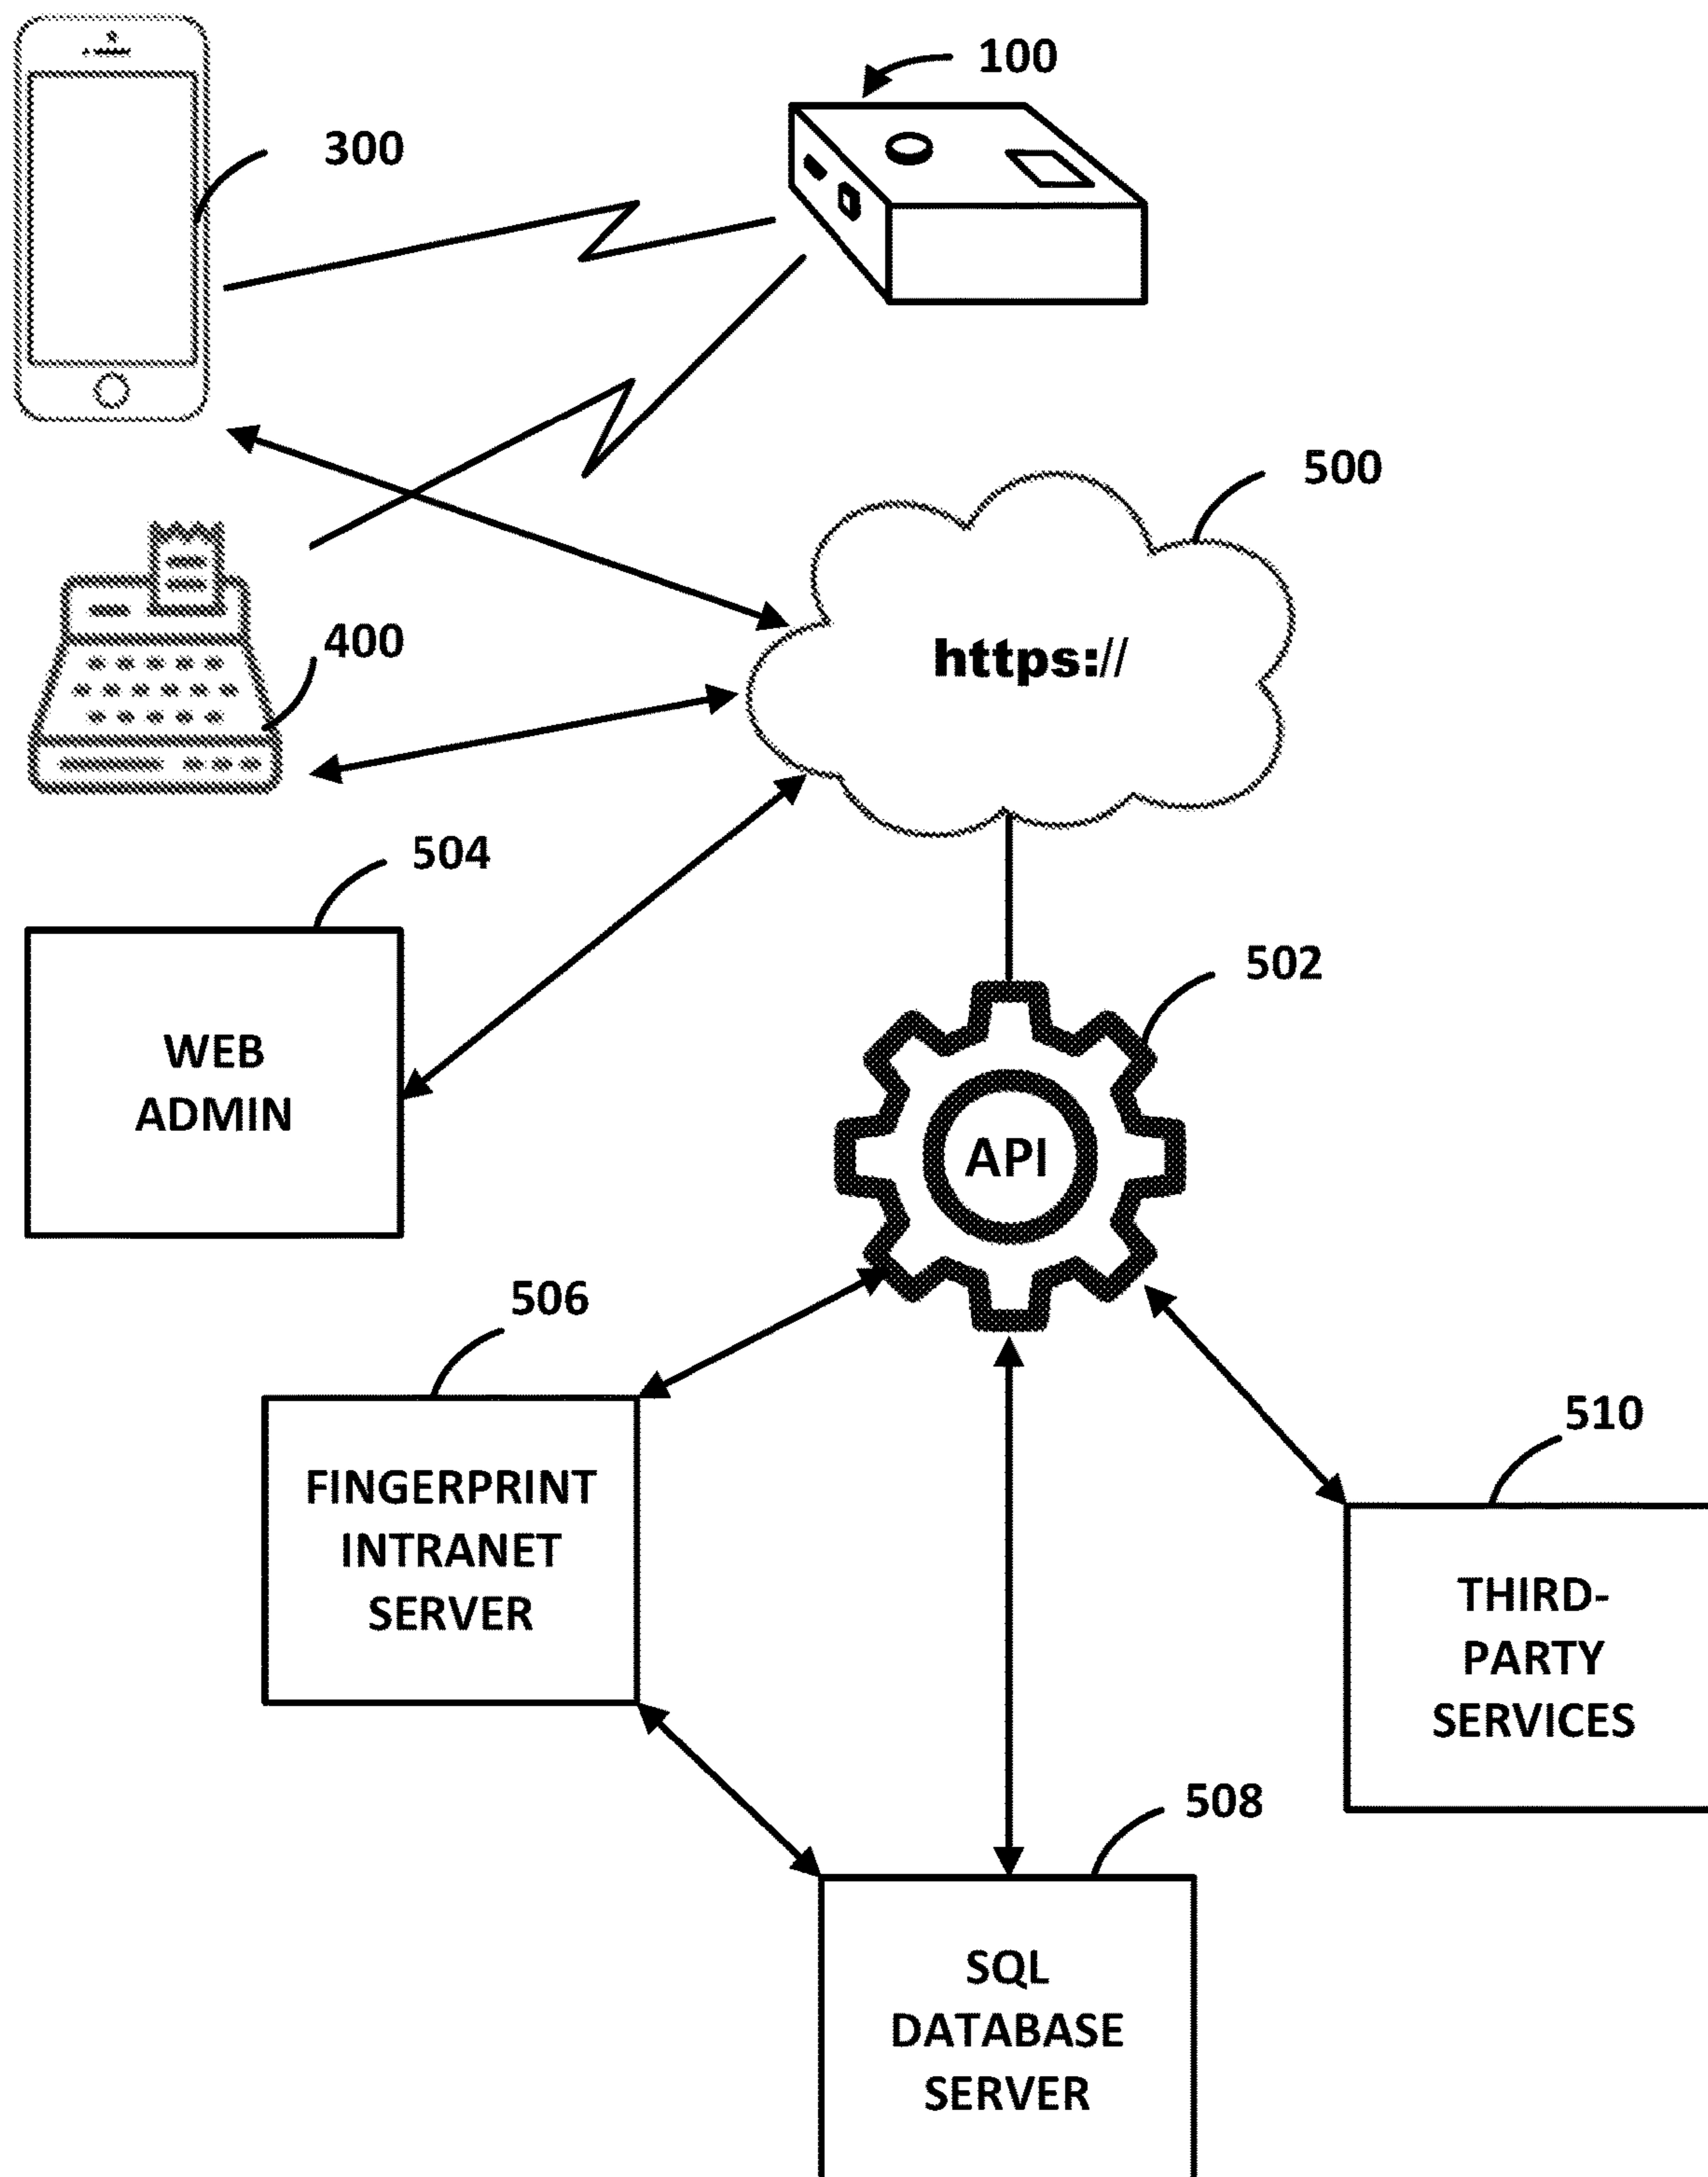 100
300
500
https://
400
504
502
WEB
ADMIN
API
506
510
FINGERPRINT
INTRANET
SERVER
THIRD-
PARTY
SERVICES
508
SQL
DATABASE
SERVER